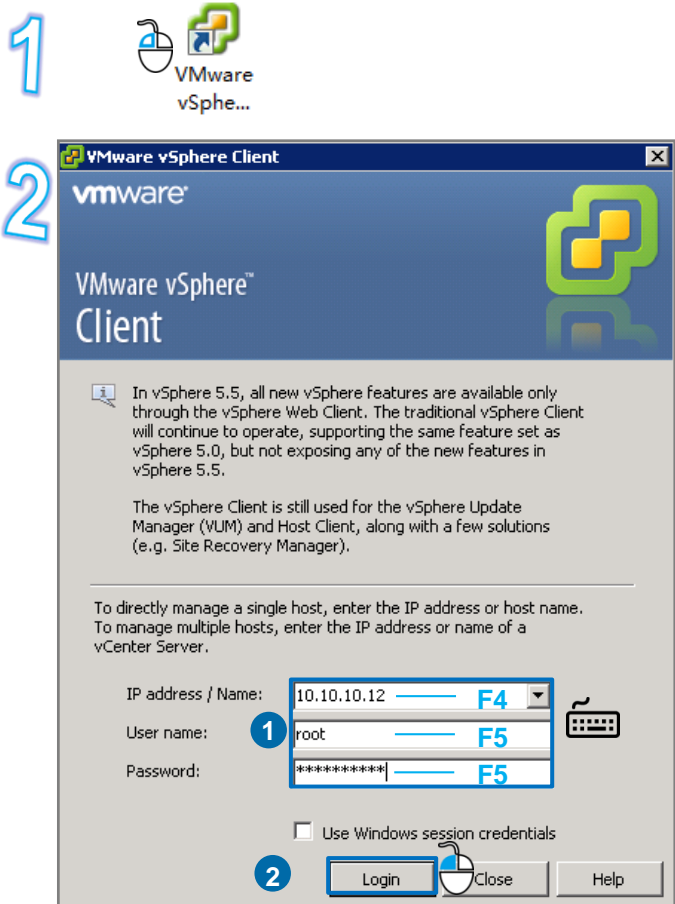 1
VMware
vSphe...
2
VMware vSphere Client
vmware
VMware vSphere™
Client
In vSphere 5.5, all new vSphere features are available only
through the vSphere Web Client. The traditional vSphere Client
will continue to operate, supporting the same feature set as
vSphere 5.0, but not exposing any of the new features in
vSphere 5.5.
The vSphere Client is still used for the vSphere Update
Manager (VUM) and Host Client, along with a few solutions
(e.g. Site Recovery Manager).
To directly manage a single host, enter the IP address or host name.
To manage multiple hosts, enter the IP address or name of a
vCenter Server.
IP address / Name: 10.10.10.12 F4
1 User name: root F5
Password: ********** F5
Use Windows session credentials
2 Login Close Help